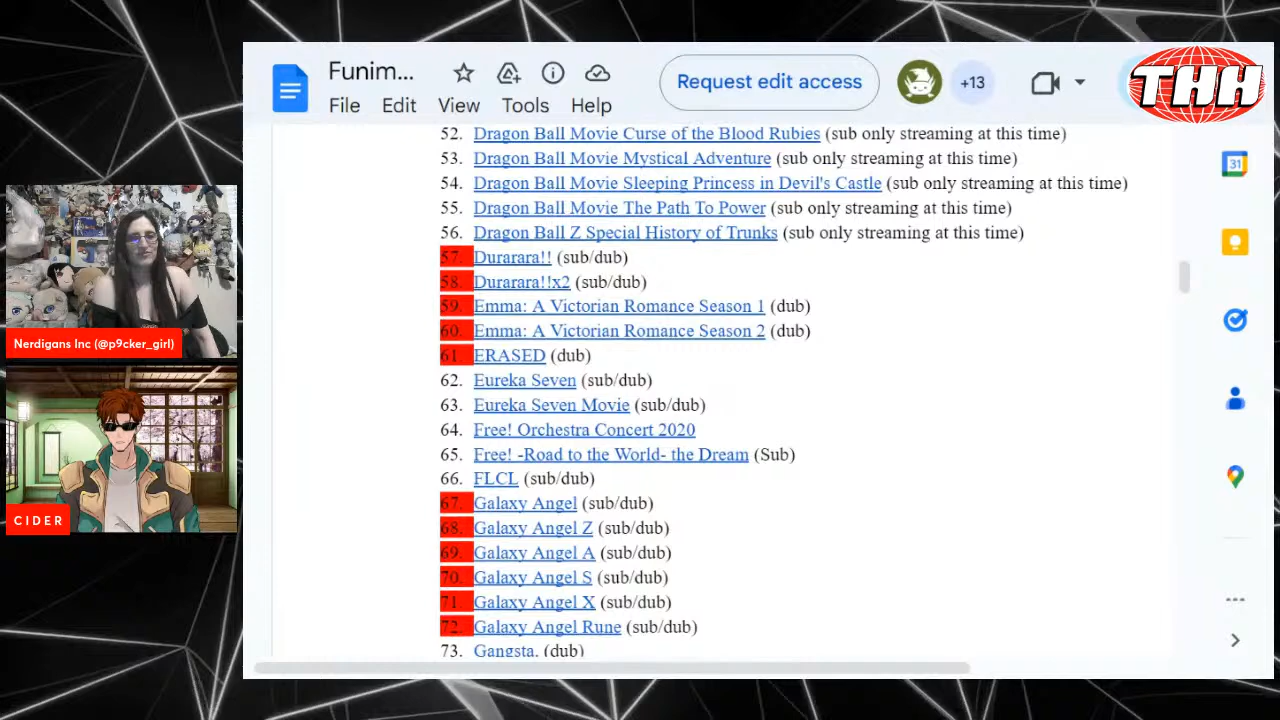 Funim...
Request edit access
+13
THH
File Edit View Tools Help
52. Dragon Ball Movie Curse of the Blood Rubies (sub only streaming at this time)
53. Dragon Ball Movie Mystical Adventure (sub only streaming at this time)
54. Dragon Ball Movie Sleeping Princess in Devil's Castle (sub only streaming at this time)
55. Dragon Ball Movie The Path To Power (sub only streaming at this time)
56. Dragon Ball Z Special History of Trunks (sub only streaming at this time)
57. Durarara!! (sub/dub)
58. Durarara!!x2 (sub/dub)
59. Emma: A Victorian Romance Season 1 (dub)
60. Emma: A Victorian Romance Season 2 (dub)
61. ERASED (dub)
62. Eureka Seven (sub/dub)
63. Eureka Seven Movie (sub/dub)
64. Free! Orchestra Concert 2020
65. Free! -Road to the World- the Dream (Sub)
66. FLCL (sub/dub)
67. Galaxy Angel (sub/dub)
68. Galaxy Angel Z (sub/dub)
69. Galaxy Angel A (sub/dub)
70. Galaxy Angel S (sub/dub)
71. Galaxy Angel X (sub/dub)
72. Galaxy Angel Rune (sub/dub)
73. Gangsta. (dub)
31
Nerdigans Inc (@p9cker_girl)
CIDER